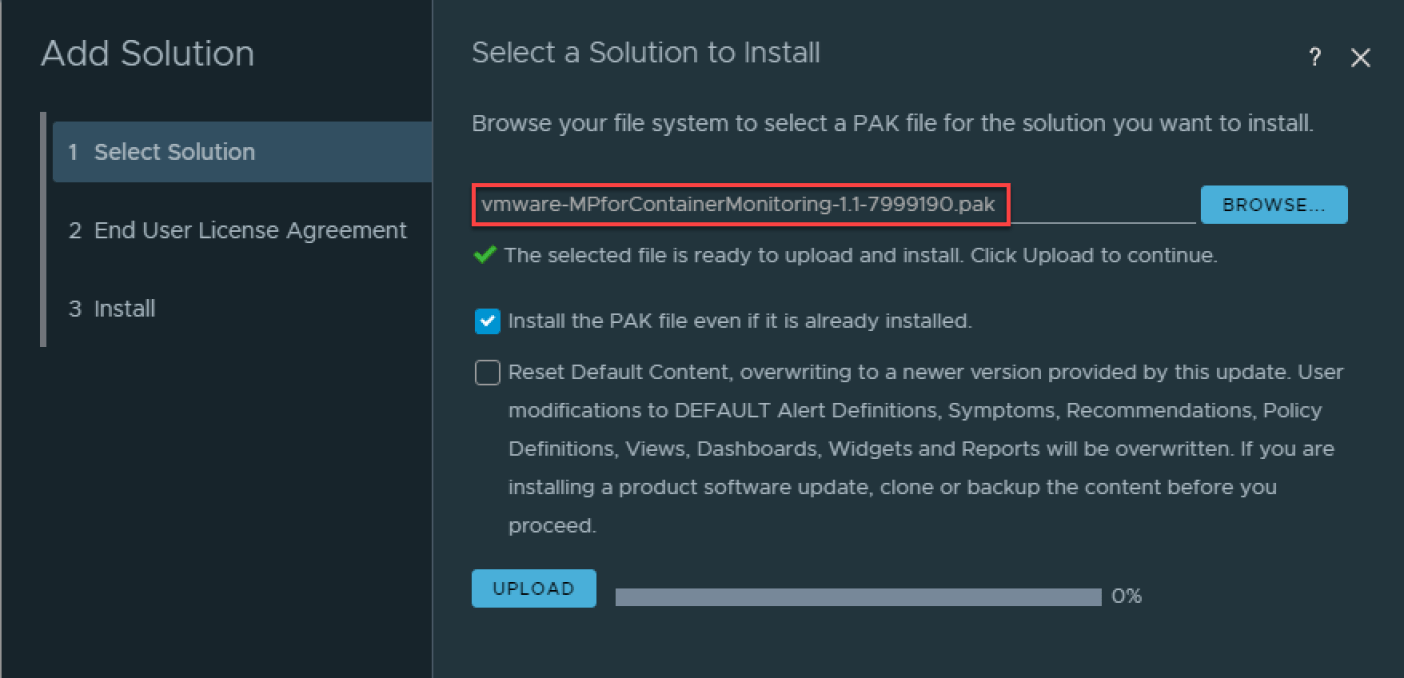 Add Solution
1 Select Solution
2 End User License Agreement
3 Install
Select a Solution to Install
?
Browse your file system to select a PAK file for the solution you want to install.
vmware-MPforContainerMonitoring-1.1-7999190.pak
BROWSE...
The selected file is ready to upload and install. Click Upload to continue.
Install the PAK file even if it is already installed.
Reset Default Content, overwriting to a newer version provided by this update. User
modifications to DEFAULT Alert Definitions, Symptoms, Recommendations, Policy
Definitions, Views, Dashboards, Widgets and Reports will be overwritten. If you are
installing a product software update, clone or backup the content before you
proceed.
UPLOAD
0%